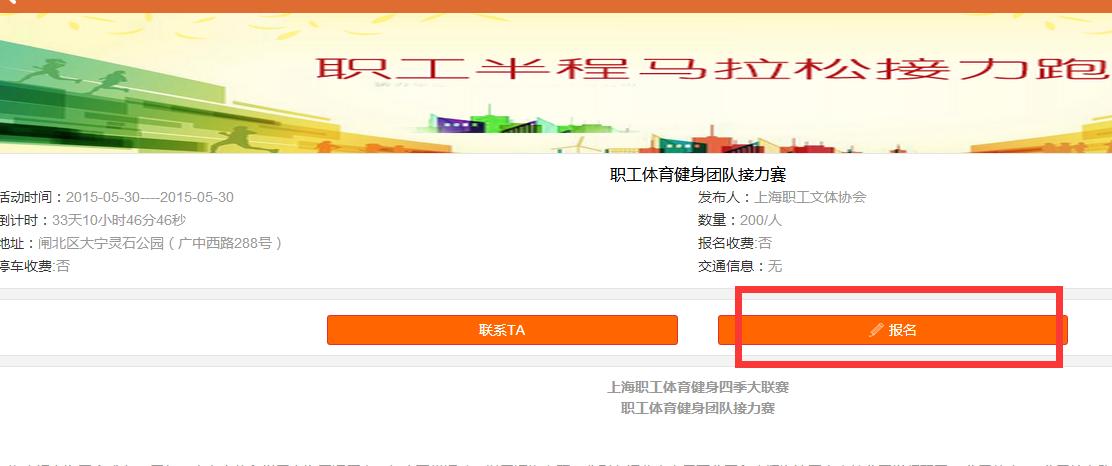 职工半程马拉松接力跑
职工体育健身团队接力赛
活动时间：2015-05-30----2015-05-30
发布人：上海职工文体协会
倒计时：33天10小时46分46秒
数量：200/人
地址：闸北区大宁灵石公园（广中西路288号）
报名收费:否
停车收费:否
交通信息：无
联系TA
报名
上海职工体育健身四季大联赛
职工体育健身团队接力赛